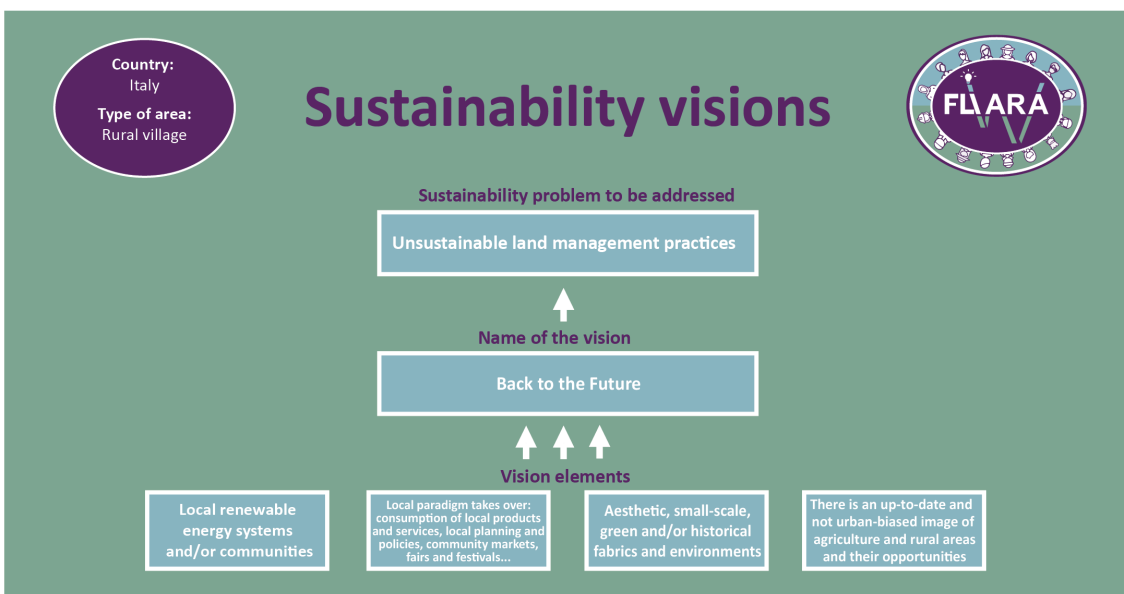 Country:
Italy
Type of area:
Rural village
Sustainability visions
FLIARA
Sustainability problem to be addressed
Unsustainable land management practices
Name of the vision
Back to the Future
Vision elements
Local renewable
energy systems
and/or communities
Local paradigm takes over:
consumption of local products
and services, local planning and
policies, community markets,
fairs and festivals...
Aesthetic, small-scale,
green and/or historical
fabrics and environments
There is an up-to-date and
not urban-biased image of
agriculture and rural areas
and their opportunities